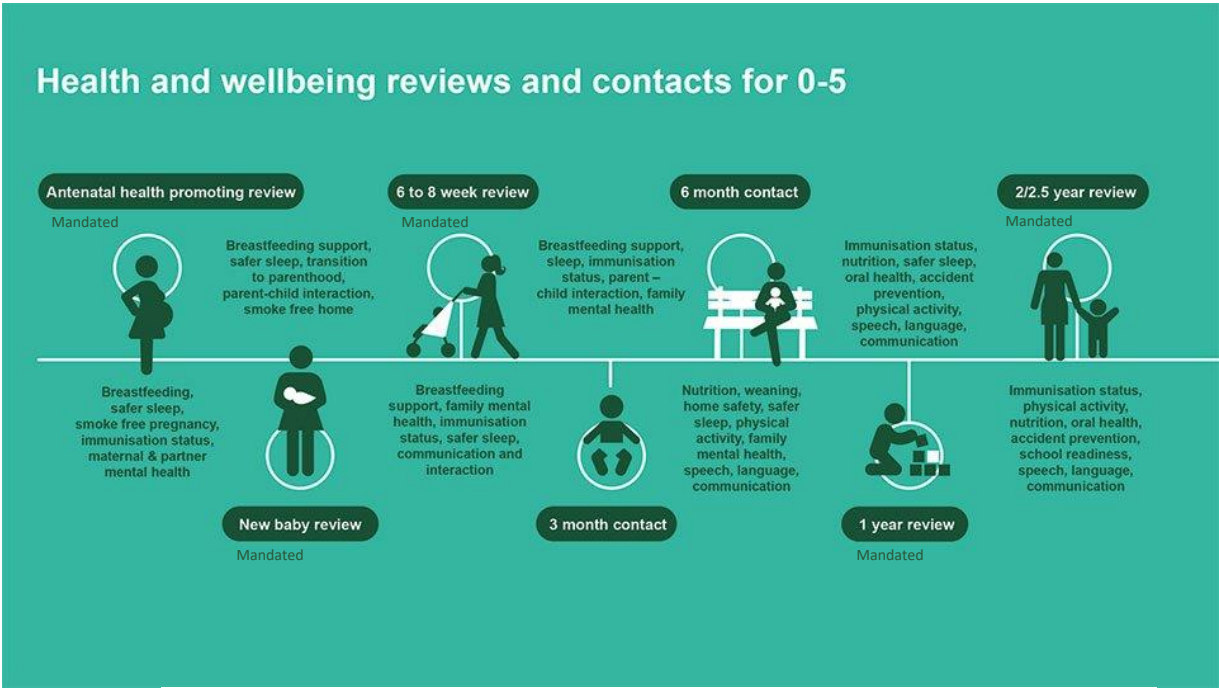 Health and wellbeing reviews and contacts for 0-5
Antenatal health promoting review
Mandated
Breastfeeding,
safer sleep,
smoke free pregnancy,
immunisation status,
maternal & partner
mental health
Breastfeeding support,
safer sleep, transition
to parenthood,
parent-child interaction,
smoke free home
New baby review
Mandated
6 to 8 week review
Mandated
Breastfeeding
support, family mental
health, immunisation
status, safer sleep,
communication and
interaction
Breastfeeding support,
sleep, immunisation
status, parent –
child interaction, family
mental health
3 month contact
6 month contact
Nutrition, weaning,
home safety, safer
sleep, physical
activity, family
mental health,
speech, language,
communication
Immunisation status,
nutrition, safer sleep,
oral health, accident
prevention,
physical activity,
speech, language,
communication
1 year review
Mandated
2/2.5 year review
Mandated
Immunisation status,
physical activity,
nutrition, oral health,
accident prevention,
school readiness,
speech, language,
communication